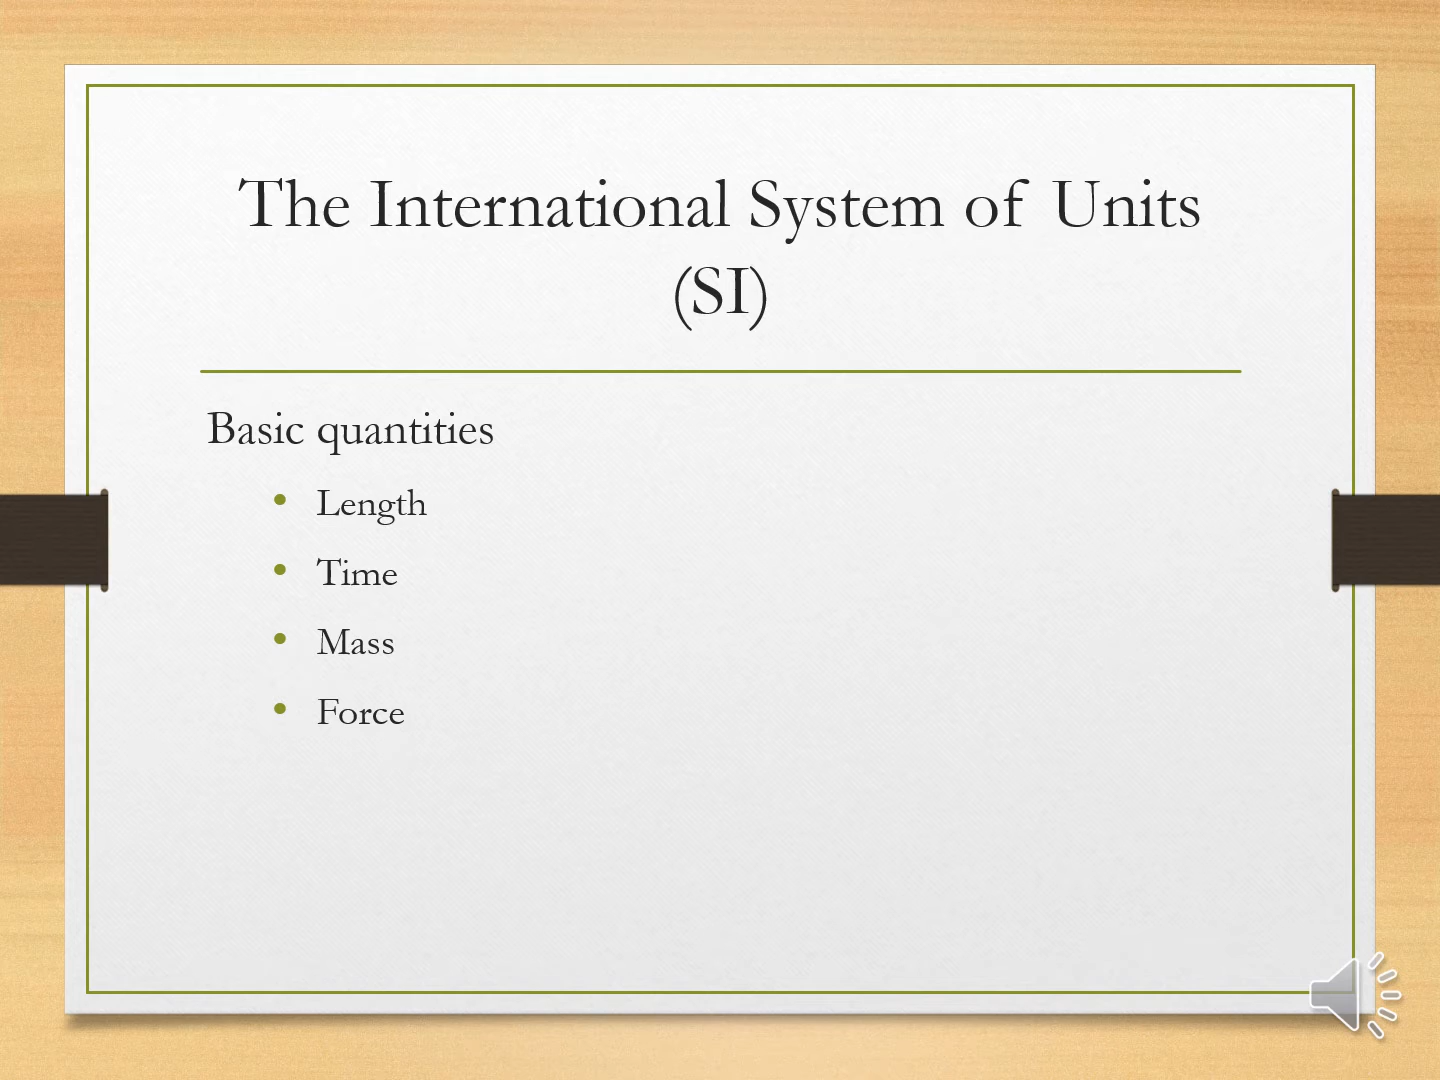 The International System of Units
(SI)
Basic quantities
• Length
• Time
• Mass
• Force